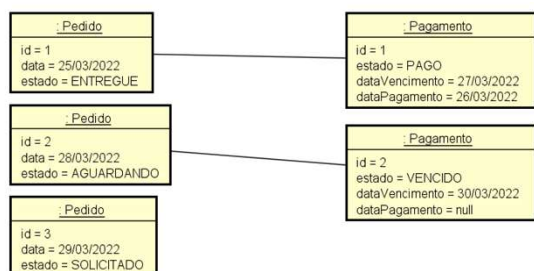 : Pedido
id = 1
data = 25/03/2022
estado = ENTREGUE
: Pagamento
id = 1
estado = PAGO
dataVencimento = 27/03/2022
dataPagamento = 26/03/2022
: Pedido
id = 2
data = 28/03/2022
estado = AGUARDANDO
: Pagamento
id = 2
estado = VENCIDO
dataVencimento = 30/03/2022
dataPagamento = null
: Pedido
id = 3
data = 29/03/2022
estado = SOLICITADO